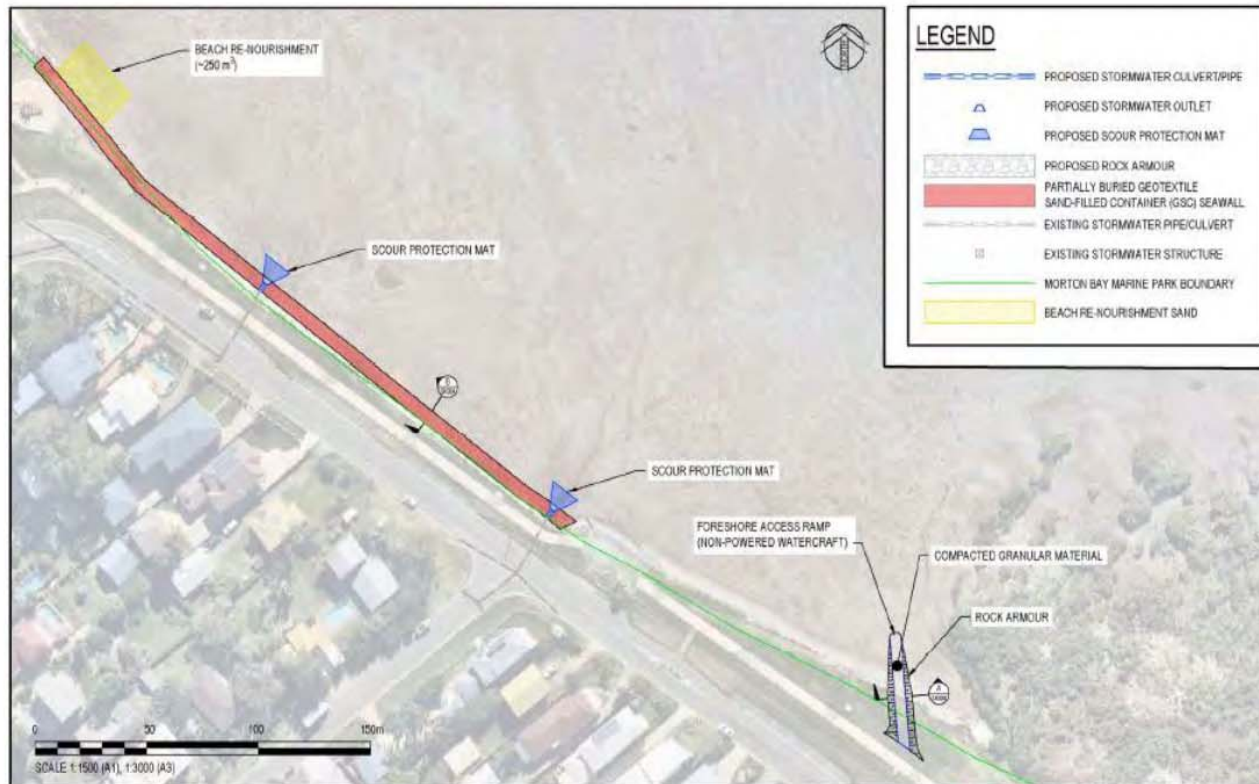 BEACH RE-NOURISHMENT
(~250 m³)
NORTH
LEGEND
PROPOSED STORMWATER CULVERT/PIPE
PROPOSED STORMWATER OUTLET
PROPOSED SCOUR PROTECTION MAT
PROPOSED ROCK ARMOUR
PARTIALLY BURIED GEOTEXTILE
SAND-FILLED CONTAINER (GSC) SEAWALL
EXISTING STORMWATER PIPE/CULVERT
EXISTING STORMWATER STRUCTURE
MORTON BAY MARINE PARK BOUNDARY
BEACH RE-NOURISHMENT SAND
SCOUR PROTECTION MAT
SCOUR PROTECTION MAT
FORESHORE ACCESS RAMP
(NON-POWERED WATERCRAFT)
COMPACTED GRANULAR MATERIAL
ROCK ARMOUR
0 50 100 150m
SCALE 1:1500 (A1), 1:3000 (A3)